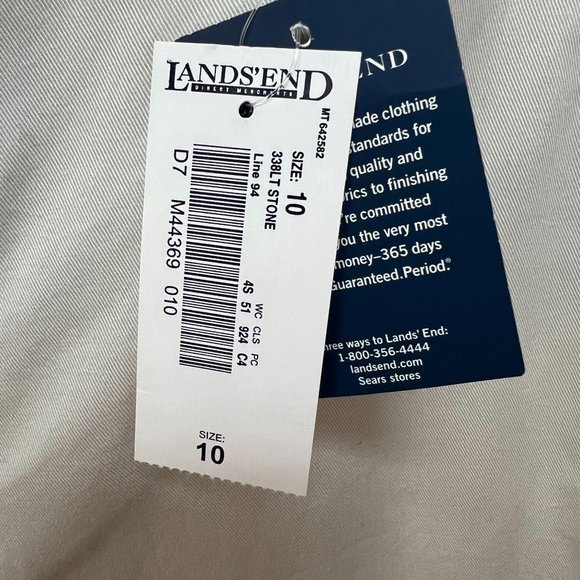 LANDS'END
DIRECT MERCHANTS
MT 642582
SIZE: 10
338LT STONE
Line 94
WC CLS PC
4S 51 924 C4
D7 M44369 010
SIZE:
10
END
made clothing
standards for
quality and
rics to finishing
're committed
you the very most
money–365 days
Guaranteed.Period.®
ree ways to Lands' End:
1-800-356-4444
landsend.com
Sears stores